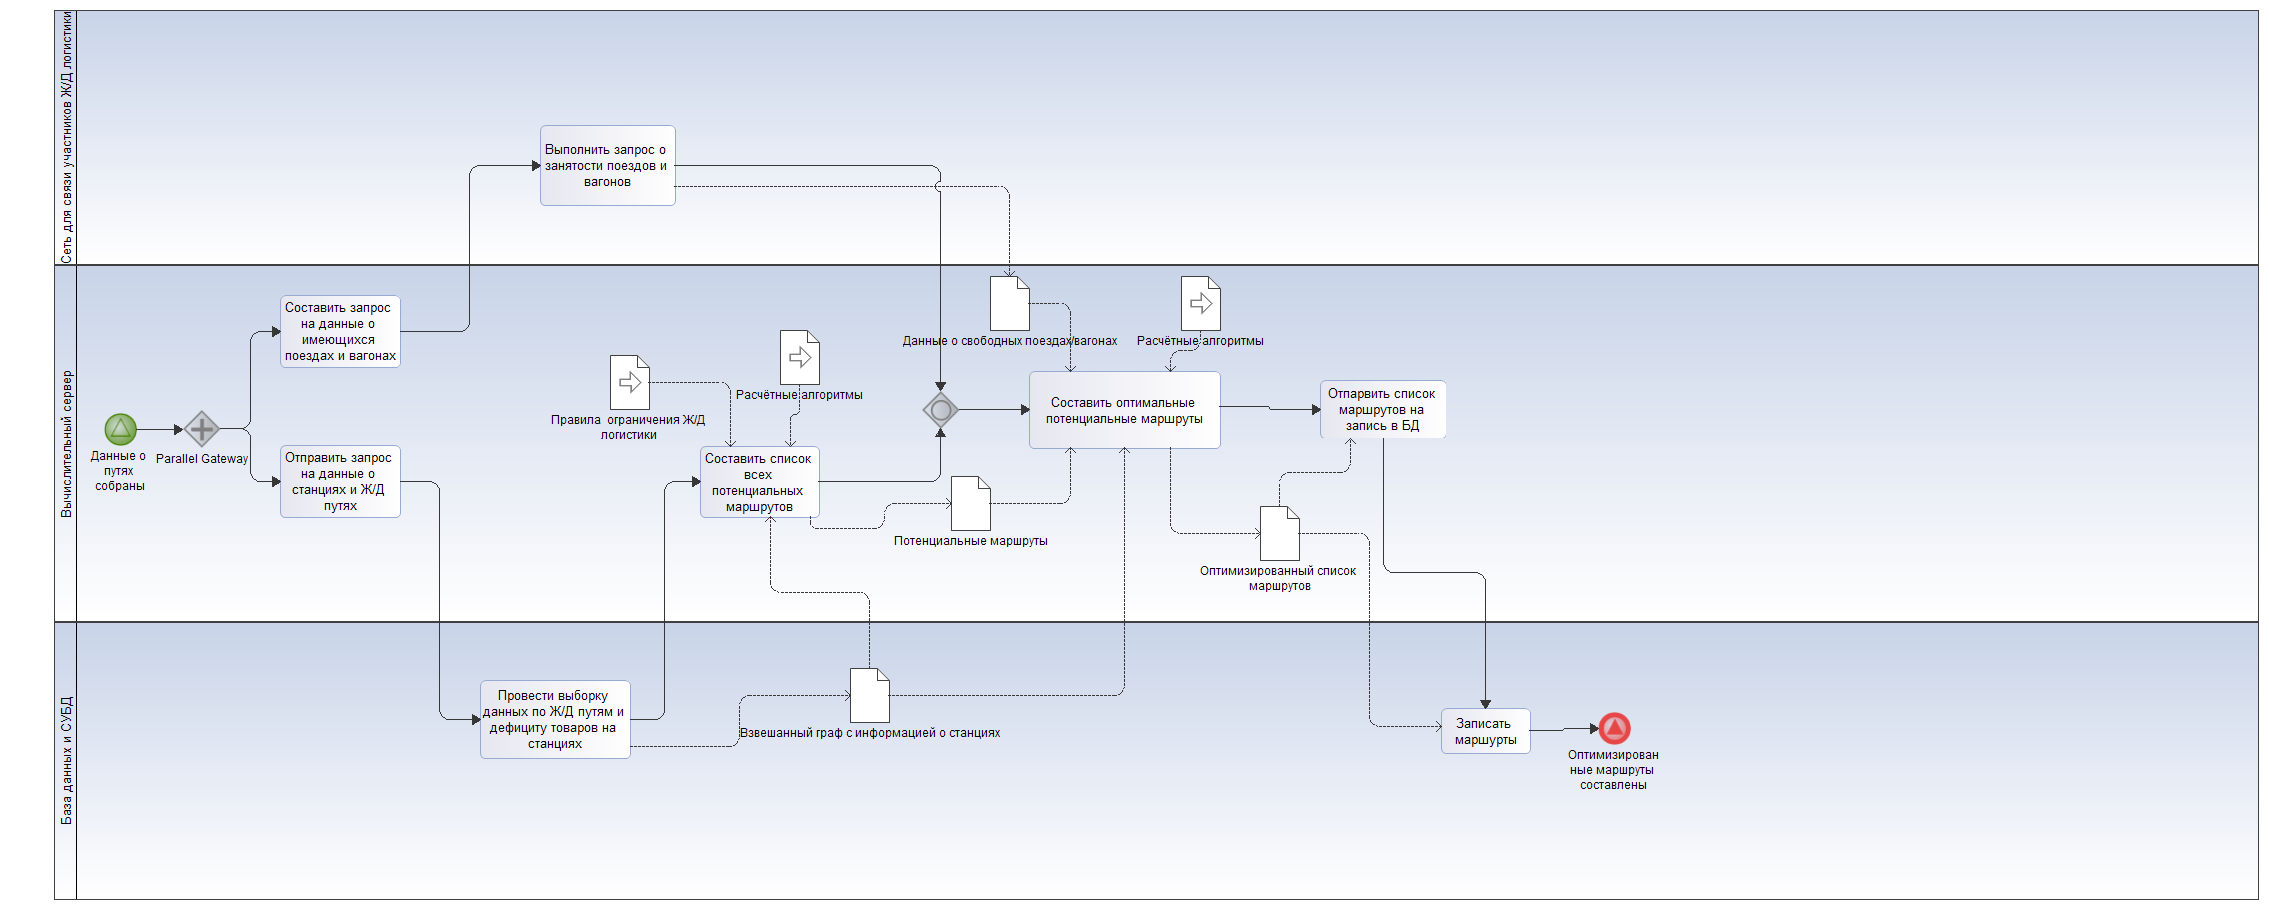 Сеть для связи участников Ж/Д логистики
Выполнить запрос о
занятости поездов и
вагонов
Вычислительный сервер
Данные о
путях
собраны
Parallel Gateway
Составить запрос
на данные о
имеющихся
поездах и вагонах
Отправить запрос
на данные о
станциях и Ж/Д
путях
Правила ограничения Ж/Д
логистики
Расчётные алгоритмы
Составить список
всех
потенциальных
маршрутов
Потенциальные маршруты
Данные о свободных поездах/вагонах
Расчётные алгоритмы
Составить оптимальные
потенциальные маршруты
Отпарвить список
маршрутов на
запись в БД
Оптимизированный список
маршрутов
База данных и СУБД
Провести выборку
данных по Ж/Д путям и
дефициту товаров на
станциях
Взвешанный граф с информацией о станциях
Записать
маршурты
Оптимизирован
ные маршруты
составлены